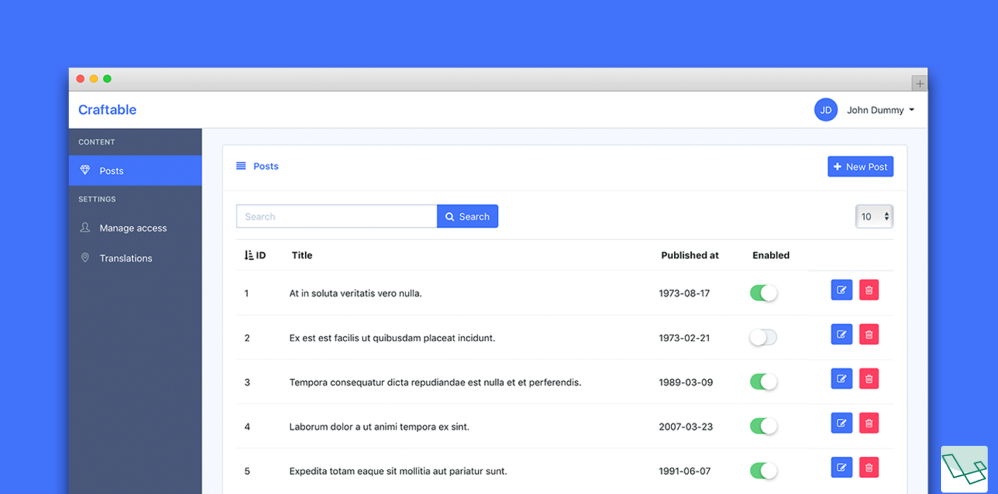 Craftable
JD John Dummy
CONTENT
Posts
SETTINGS
Manage access
Translations
Posts
New Post
Search Search
10
ID Title Published at Enabled
1 At in soluta veritatis vero nulla. 1973-08-17
2 Ex est est facilis ut quibusdam placeat incidunt. 1973-02-21
3 Tempora consequatur dicta repudiandae est nulla et et perferendis. 1989-03-09
4 Laborum dolor a ut animi tempora ex sint. 2007-03-23
5 Expedita totam eaque sit mollitia aut pariatur sunt. 1991-06-07